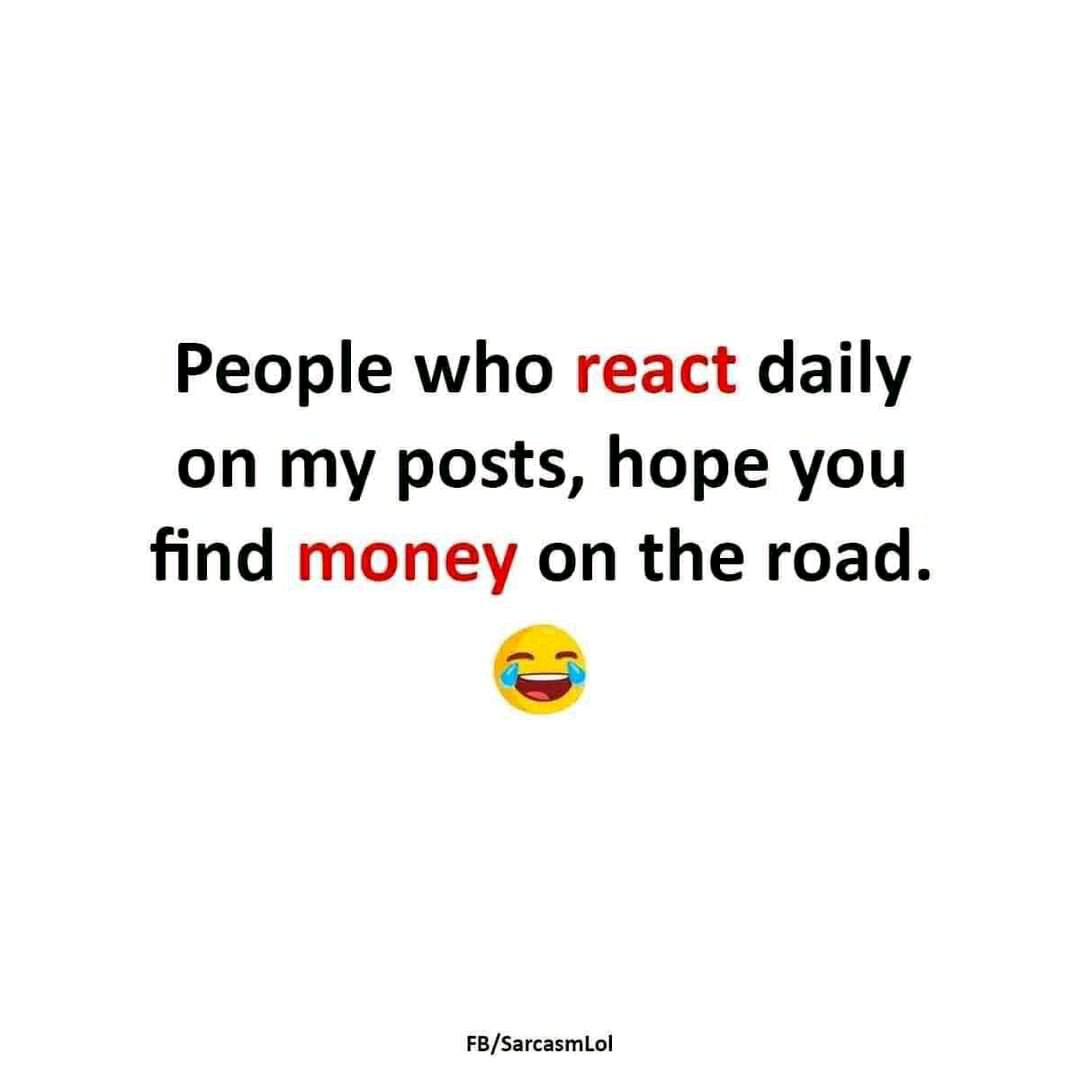 People who react daily
on my posts, hope you
find money on the road.
FB/SarcasmLol